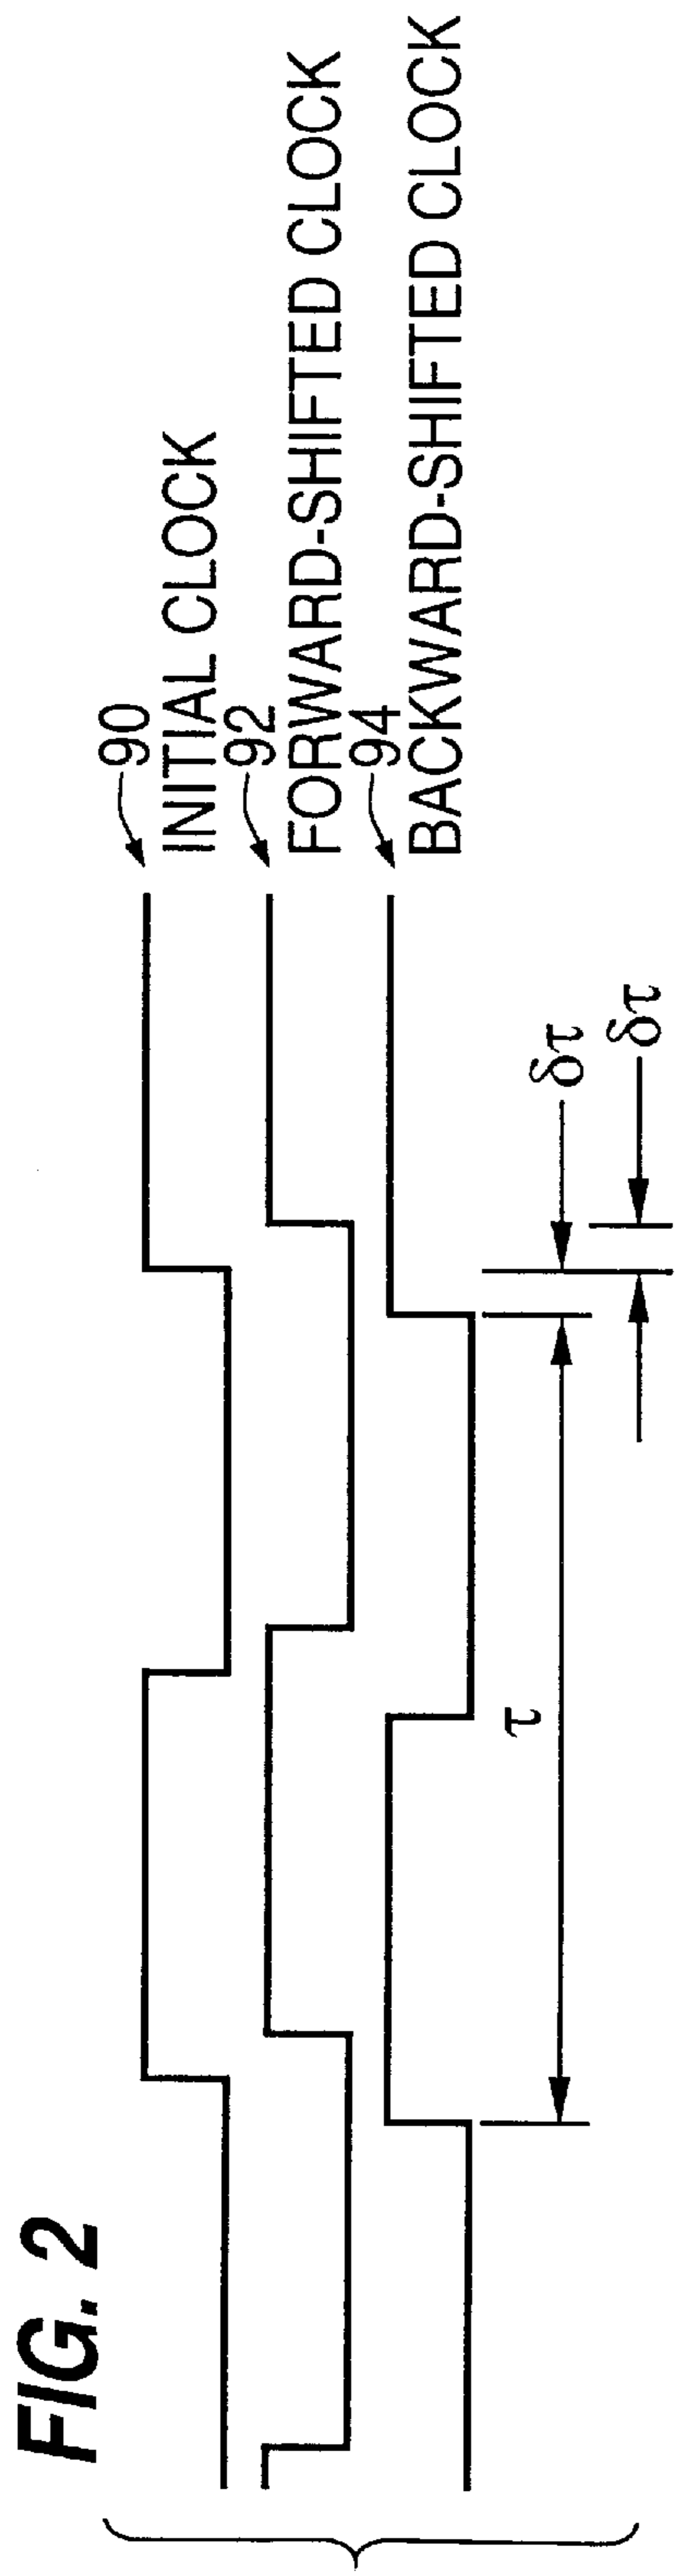 FIG. 2
90
INITIAL CLOCK
92
FORWARD-SHIFTED CLOCK
94
BACKWARD-SHIFTED CLOCK
τ
δτ
δτ